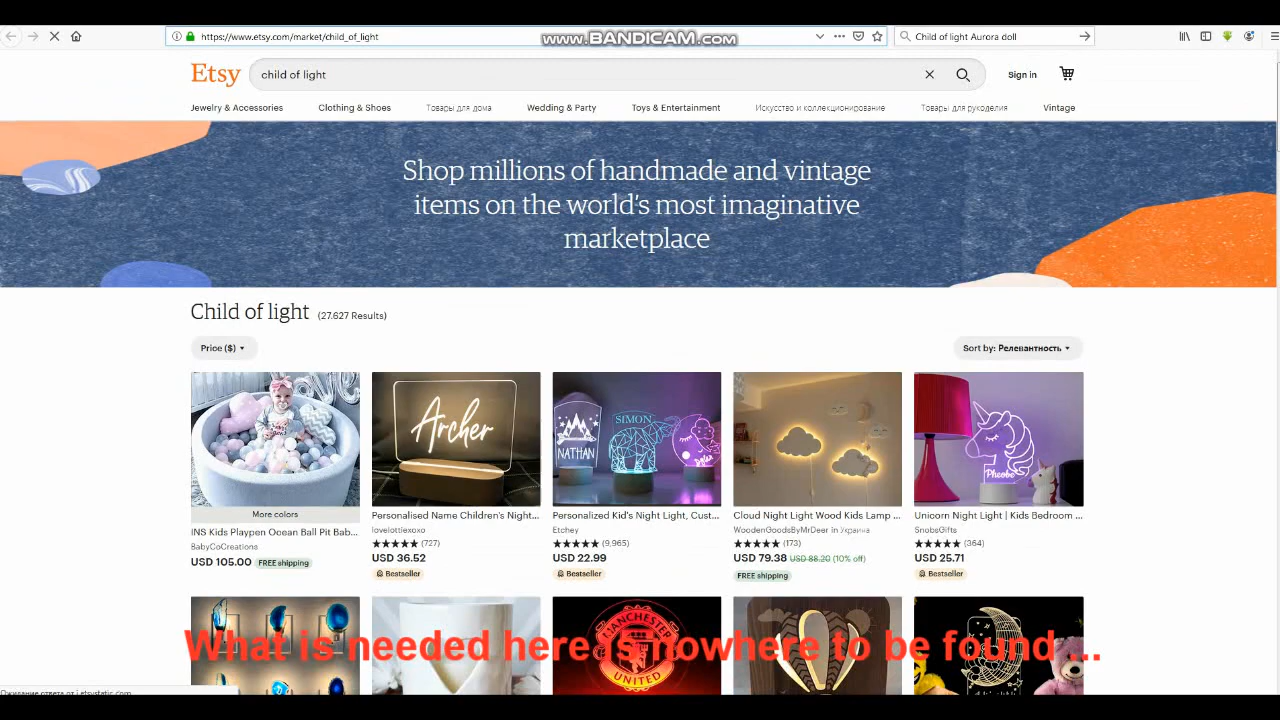 https://www.etsy.com/market/child_of_light
www.BANDICAM.com
Child of light Aurora doll
Etsy
child of light
Sign in
Jewelry & Accessories
Clothing & Shoes
Товары для дома
Wedding & Party
Toys & Entertainment
Искусство и коллекционирование
Товары для рукоделия
Vintage
Shop millions of handmade and vintage
items on the world's most imaginative
marketplace
Child of light (27.627 Results)
Price ($)
Sort by: Релевантность
Archer
NATHAN
SIMON
Pheobe
More colors
INS Kids Playpen Ocean Ball Pit Bab...
BabyCoCreations
USD 105.00 FREE shipping
Personalised Name Children's Night...
lovelottiexoxo
★★★★★ (727)
USD 36.52
Bestseller
Personalized Kid's Night Light, Cust...
Etchey
★★★★★ (9,965)
USD 22.99
Bestseller
Cloud Night Light Wood Kids Lamp ...
WoodenGoodsByMrDeer in Украина
★★★★★ (173)
USD 79.38 USD 88.20 (10% off)
FREE shipping
Unicorn Night Light | Kids Bedroom ...
SnobsGifts
★★★★★ (364)
USD 25.71
Bestseller
MANCHESTER
UNITED
What is needed here is nowhere to be found ...
Ожидание ответа от i.etsystatic.com